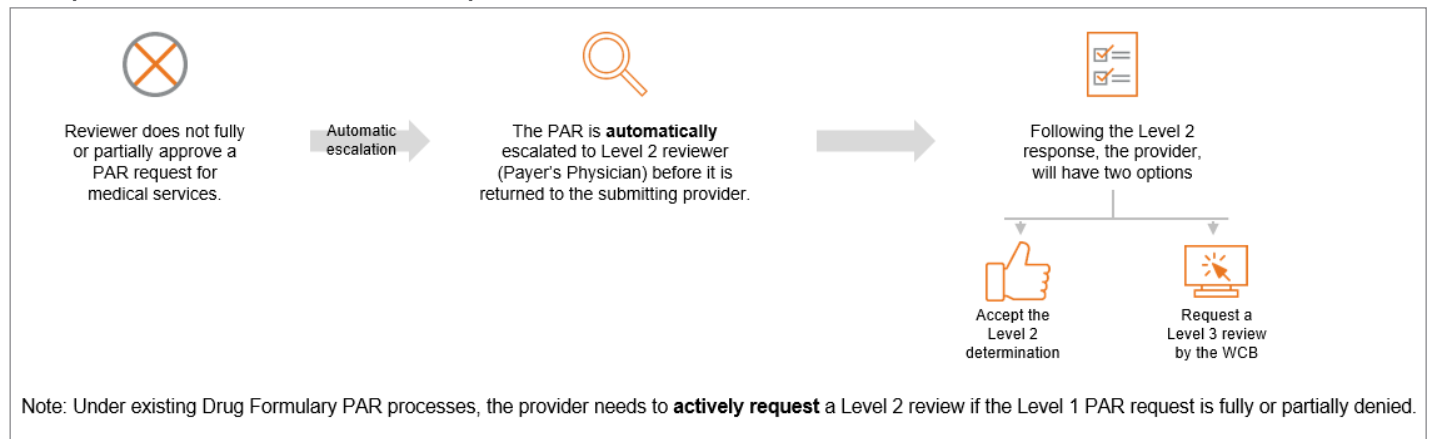 Reviewer does not fully
or partially approve a
PAR request for
medical services.
Automatic
escalation
The PAR is automatically
escalated to Level 2 reviewer
(Payer's Physician) before it is
returned to the submitting provider.
Following the Level 2
response, the provider,
will have two options
Accept the
Level 2
determination
Request a
Level 3 review
by the WCB
Note: Under existing Drug Formulary PAR processes, the provider needs to actively request a Level 2 review if the Level 1 PAR request is fully or partially denied.